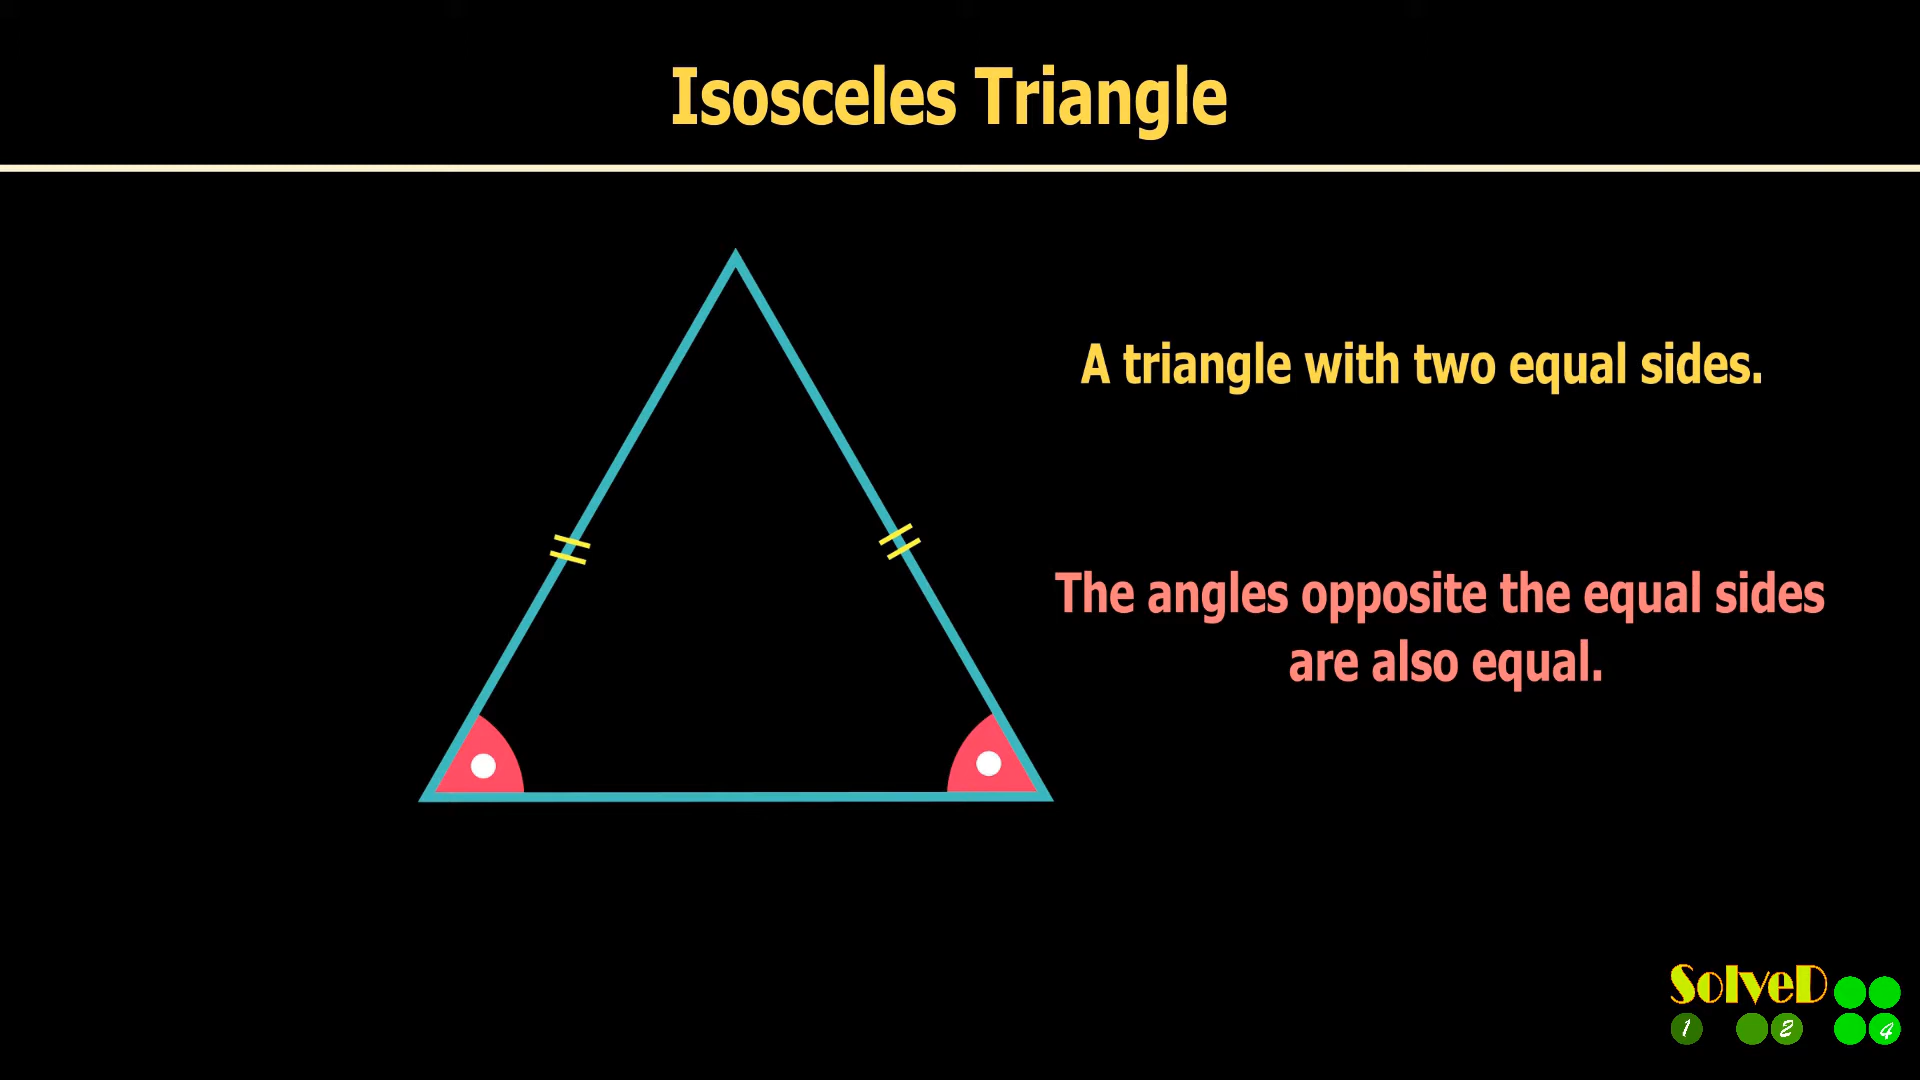 Isosceles Triangle
A triangle with two equal sides.
The angles opposite the equal sides
are also equal.
SolveD
1 2 4